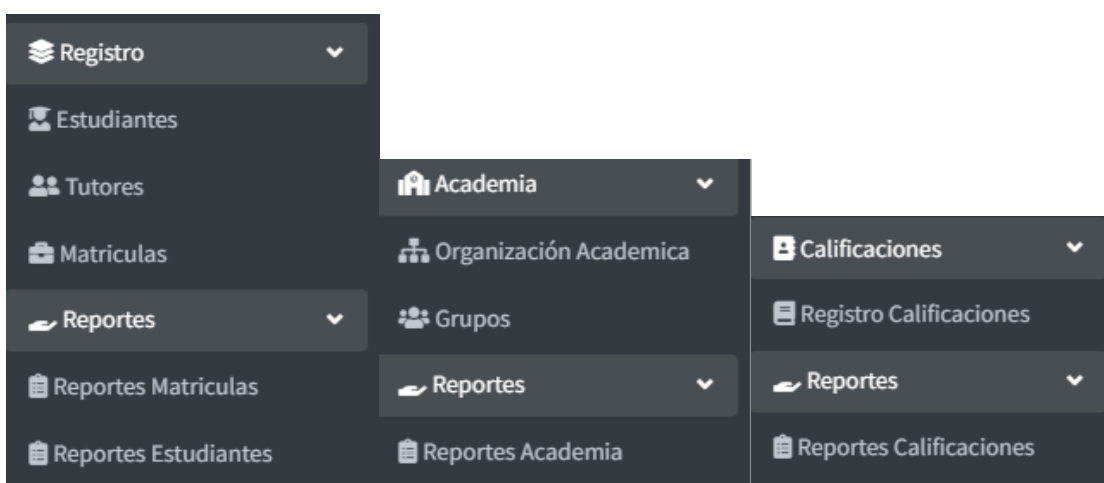 Registro
Estudiantes
Tutores
Matriculas
Reportes
Reportes Matriculas
Reportes Estudiantes
Academia
Organización Academica
Grupos
Reportes
Reportes Academia
Calificaciones
Registro Calificaciones
Reportes
Reportes Calificaciones